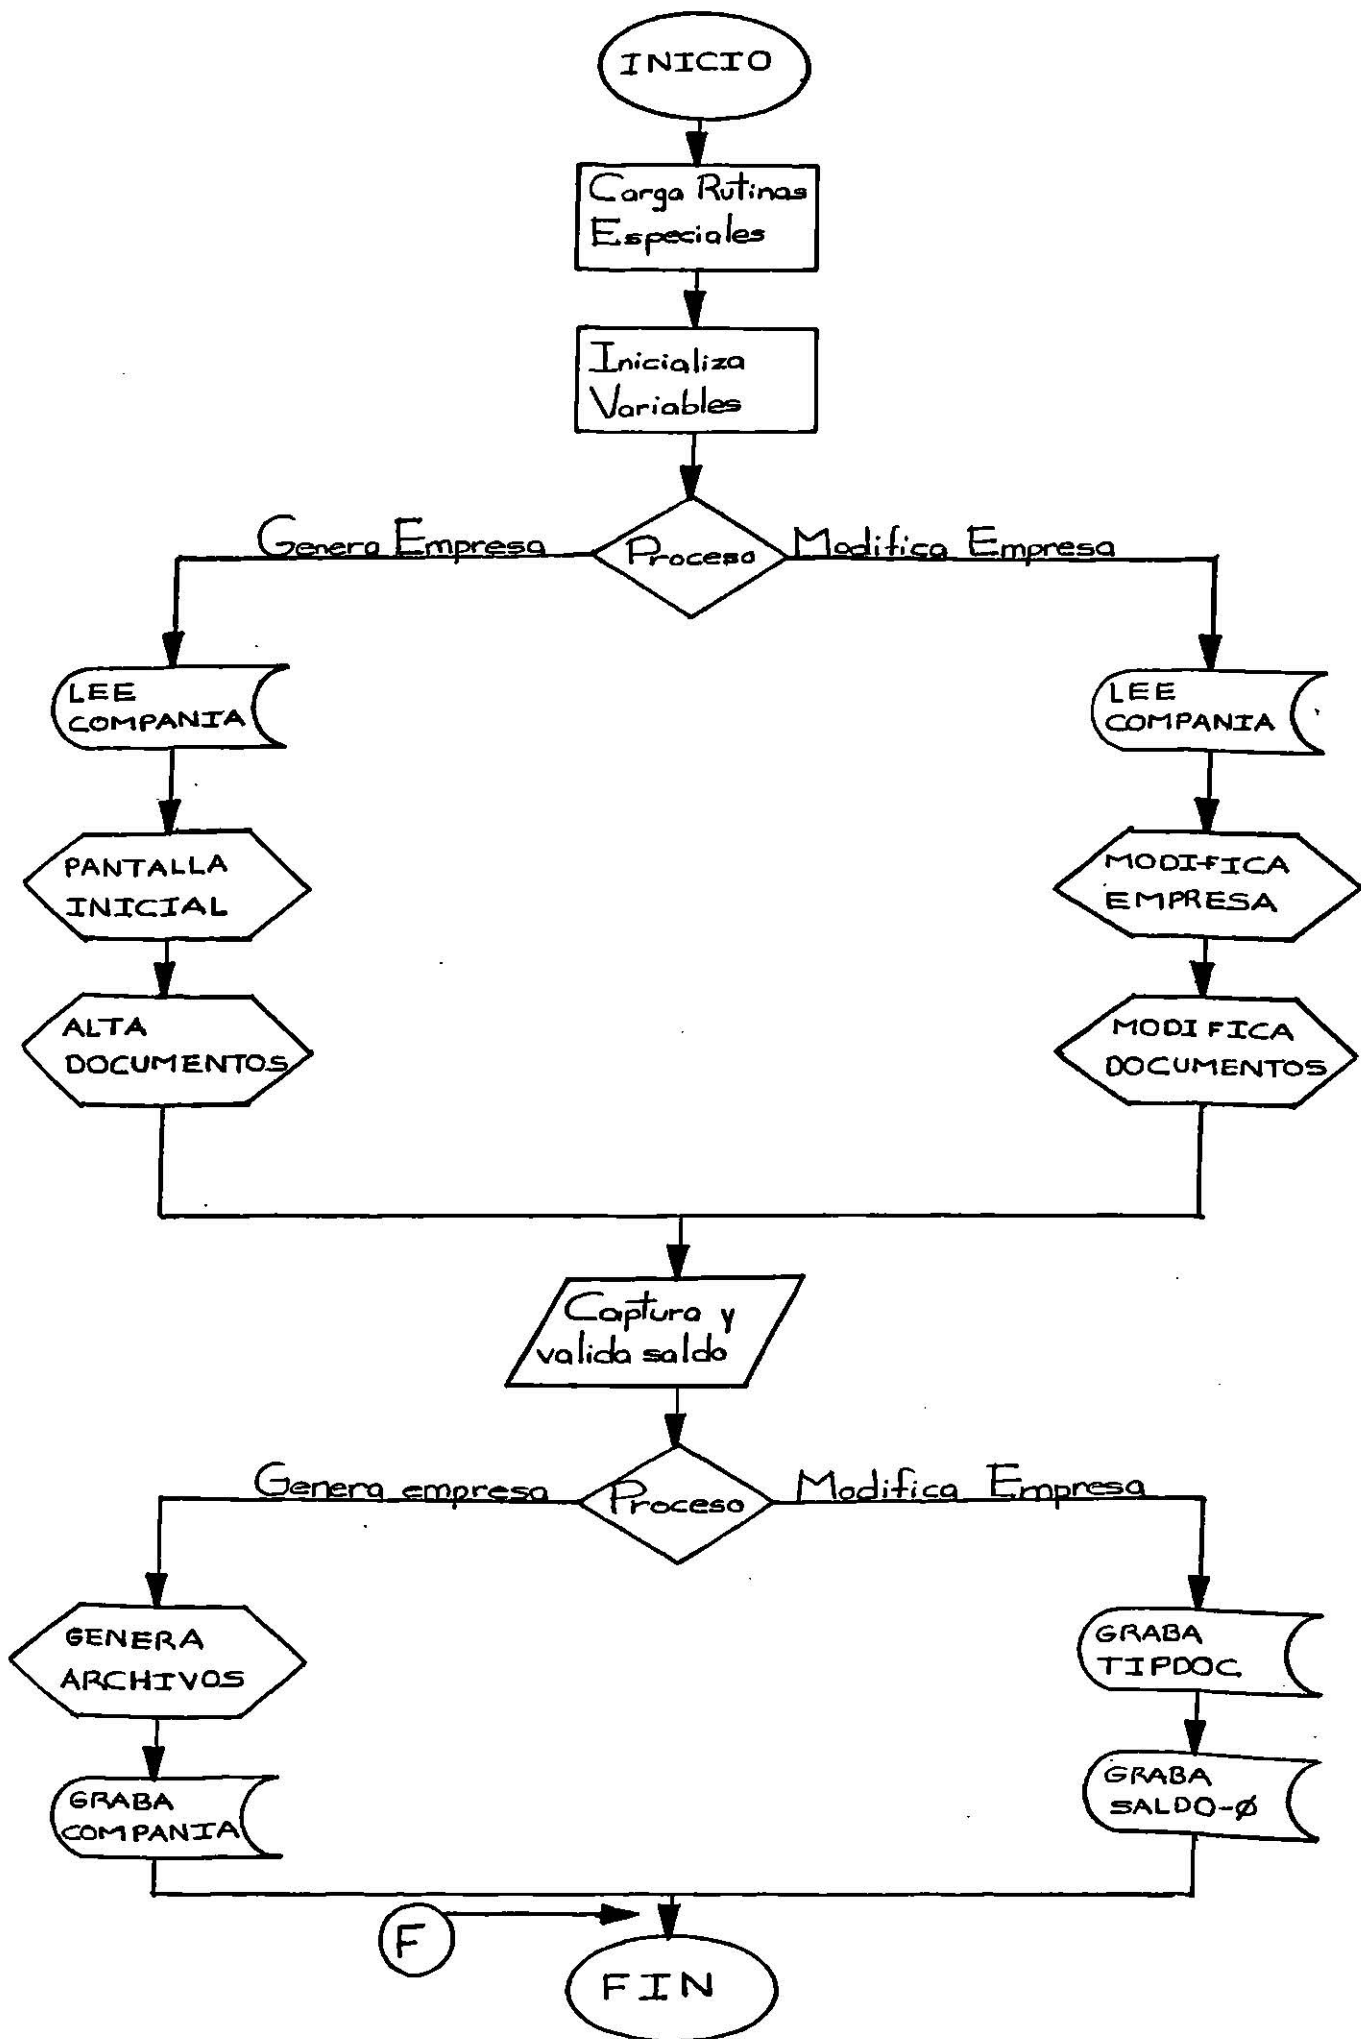 INICIO
Carga Rutinas
Especiales
Inicializa
Variables
Genera Empresa
Proceso
Modifica Empresa
LEE
COMPANIA
LEE
COMPANIA
PANTALLA
INICIAL
MODIFICA
EMPRESA
ALTA
DOCUMENTOS
MODIFICA
DOCUMENTOS
Captura y
valida saldo
Genera empresa
Proceso
Modifica Empresa
GENERA
ARCHIVOS
GRABA
TIPDOC
GRABA
COMPANIA
GRABA
SALDO-Ø
F
FIN